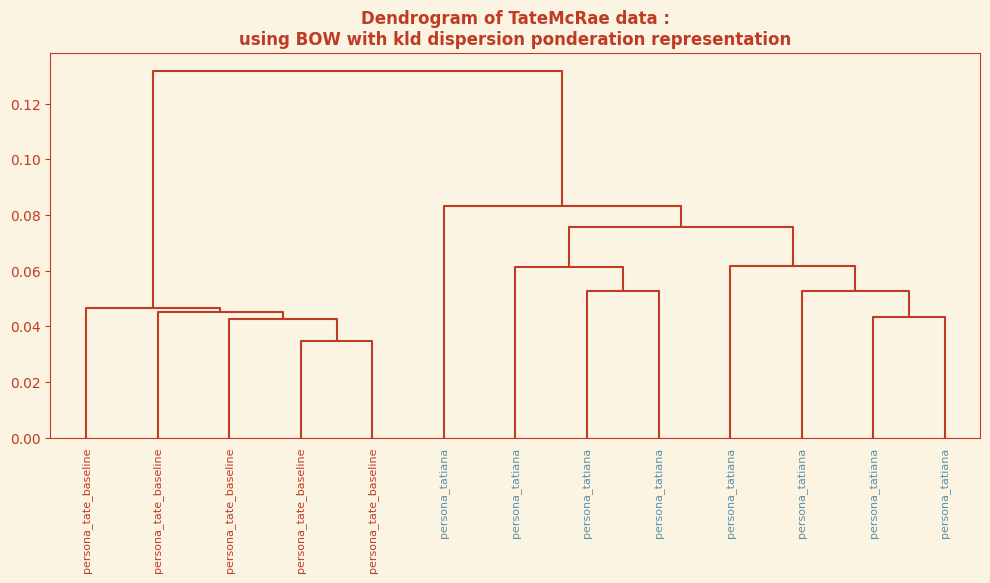 Dendrogram of TateMcRae data :
using BOW with kld dispersion ponderation representation
0.12
0.10
0.08
0.06
0.04
0.02
0.00
persona_tate_baseline
persona_tate_baseline
persona_tate_baseline
persona_tate_baseline
persona_tate_baseline
persona_tatiana
persona_tatiana
persona_tatiana
persona_tatiana
persona_tatiana
persona_tatiana
persona_tatiana
persona_tatiana